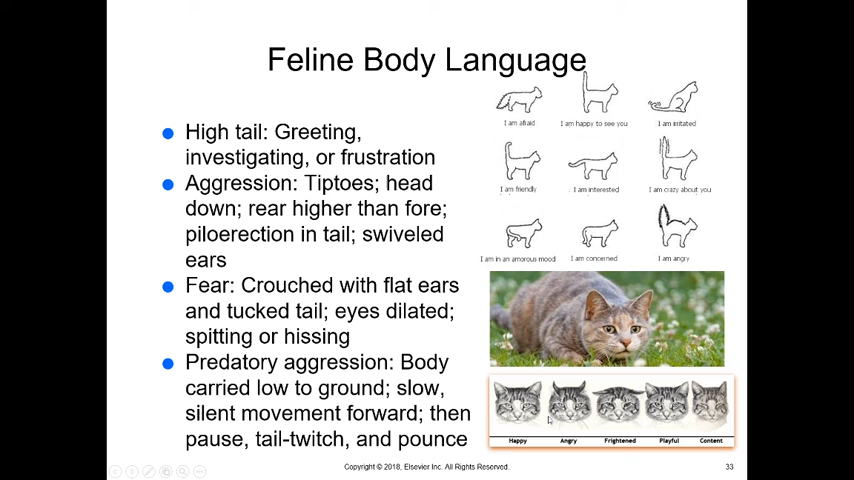 Feline Body Language
High tail: Greeting,
investigating, or frustration
Aggression: Tiptoes; head
down; rear higher than fore;
piloerection in tail; swiveled
ears
Fear: Crouched with flat ears
and tucked tail; eyes dilated;
spitting or hissing
Predatory aggression: Body
carried low to ground; slow,
silent movement forward; then
pause, tail-twitch, and pounce
I am afraid
I am happy to see you
I am irritated
I am friendly
I am interested
I am crazy about you
I am in an amorous mood
I am concerned
I am angry
Happy
Angry
Frightened
Playful
Content
Copyright © 2018, Elsevier Inc. All Rights Reserved.
33